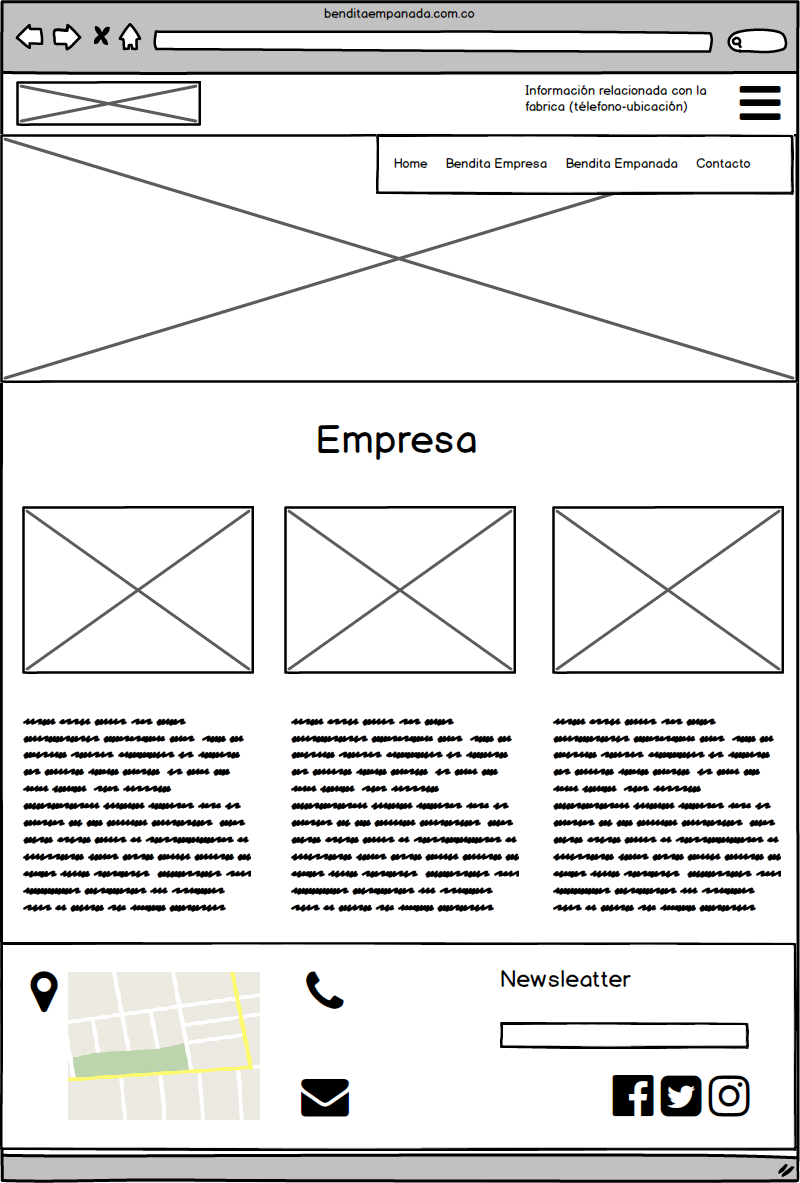 benditaempanada.com.co
Información relacionada con la
fabrica (télefono-ubicación)
Home Bendita Empresa Bendita Empanada Contacto
Empresa
Newsleatter